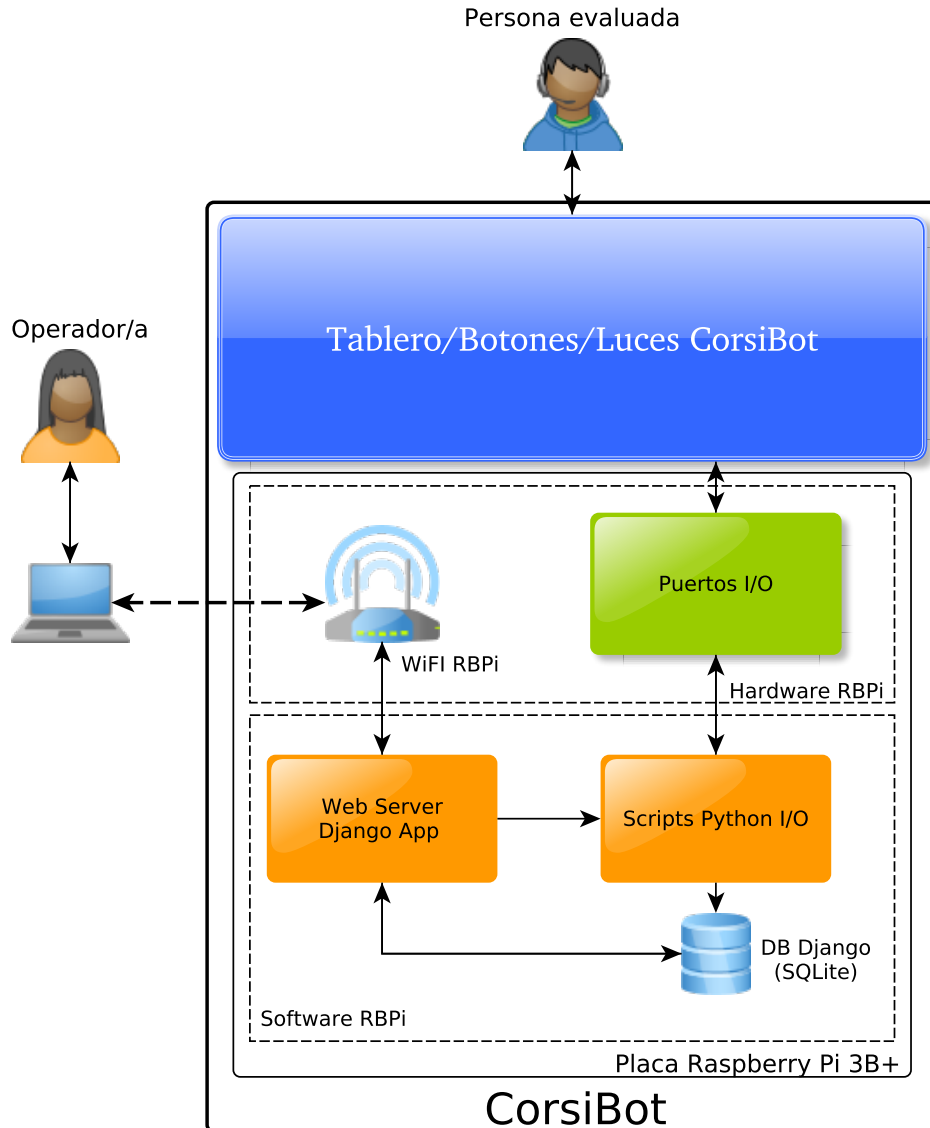 Persona evaluada
Tablero/Botones/Luces CorsiBot
Operador/a
Puertos I/O
WiFI RBPi
Hardware RBPi
Web Server
Django App
Scripts Python I/O
DB Django
(SQLite)
Software RBPi
Placa Raspberry Pi 3B+
CorsiBot